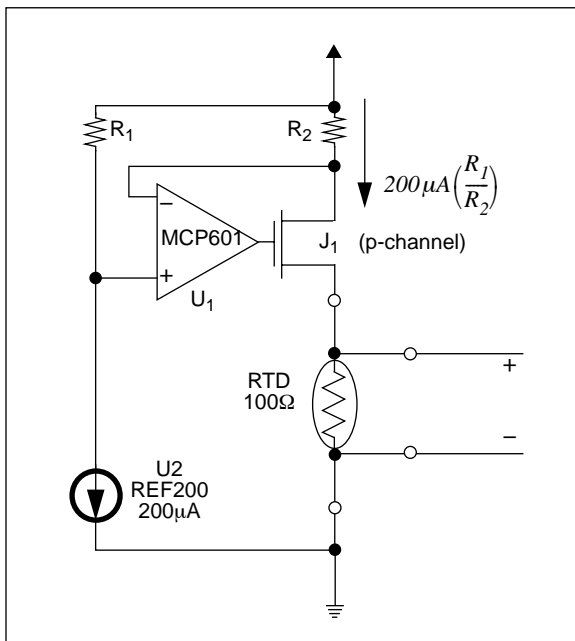 R1
R2
200µA(R1/R2)
−
MCP601
J1 (p-channel)
+
U1
+
RTD
100Ω
−
U2
REF200
200µA